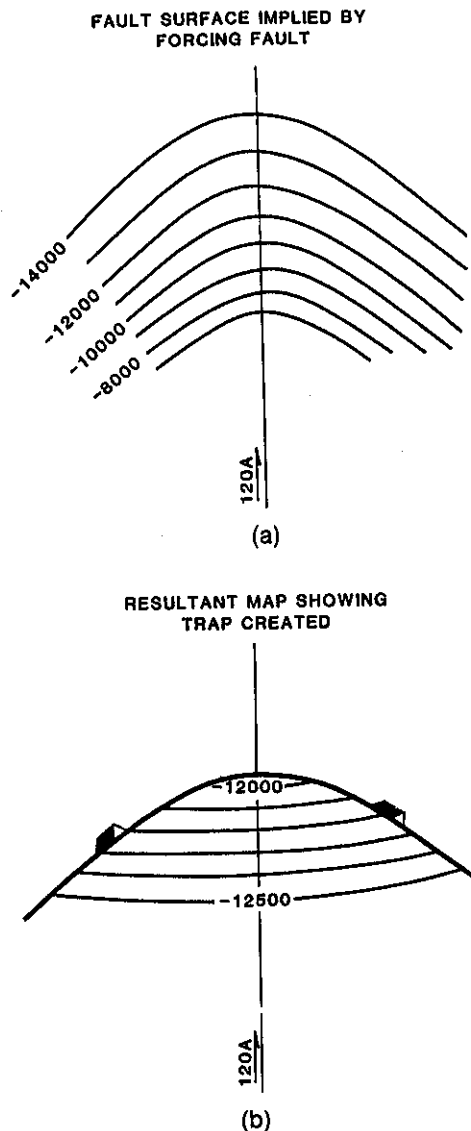 FAULT SURFACE IMPLIED BY
FORCING FAULT
-14000
-12000
-10000
-8000
120A
(a)
RESULTANT MAP SHOWING
TRAP CREATED
-12000
-12500
120A
(b)